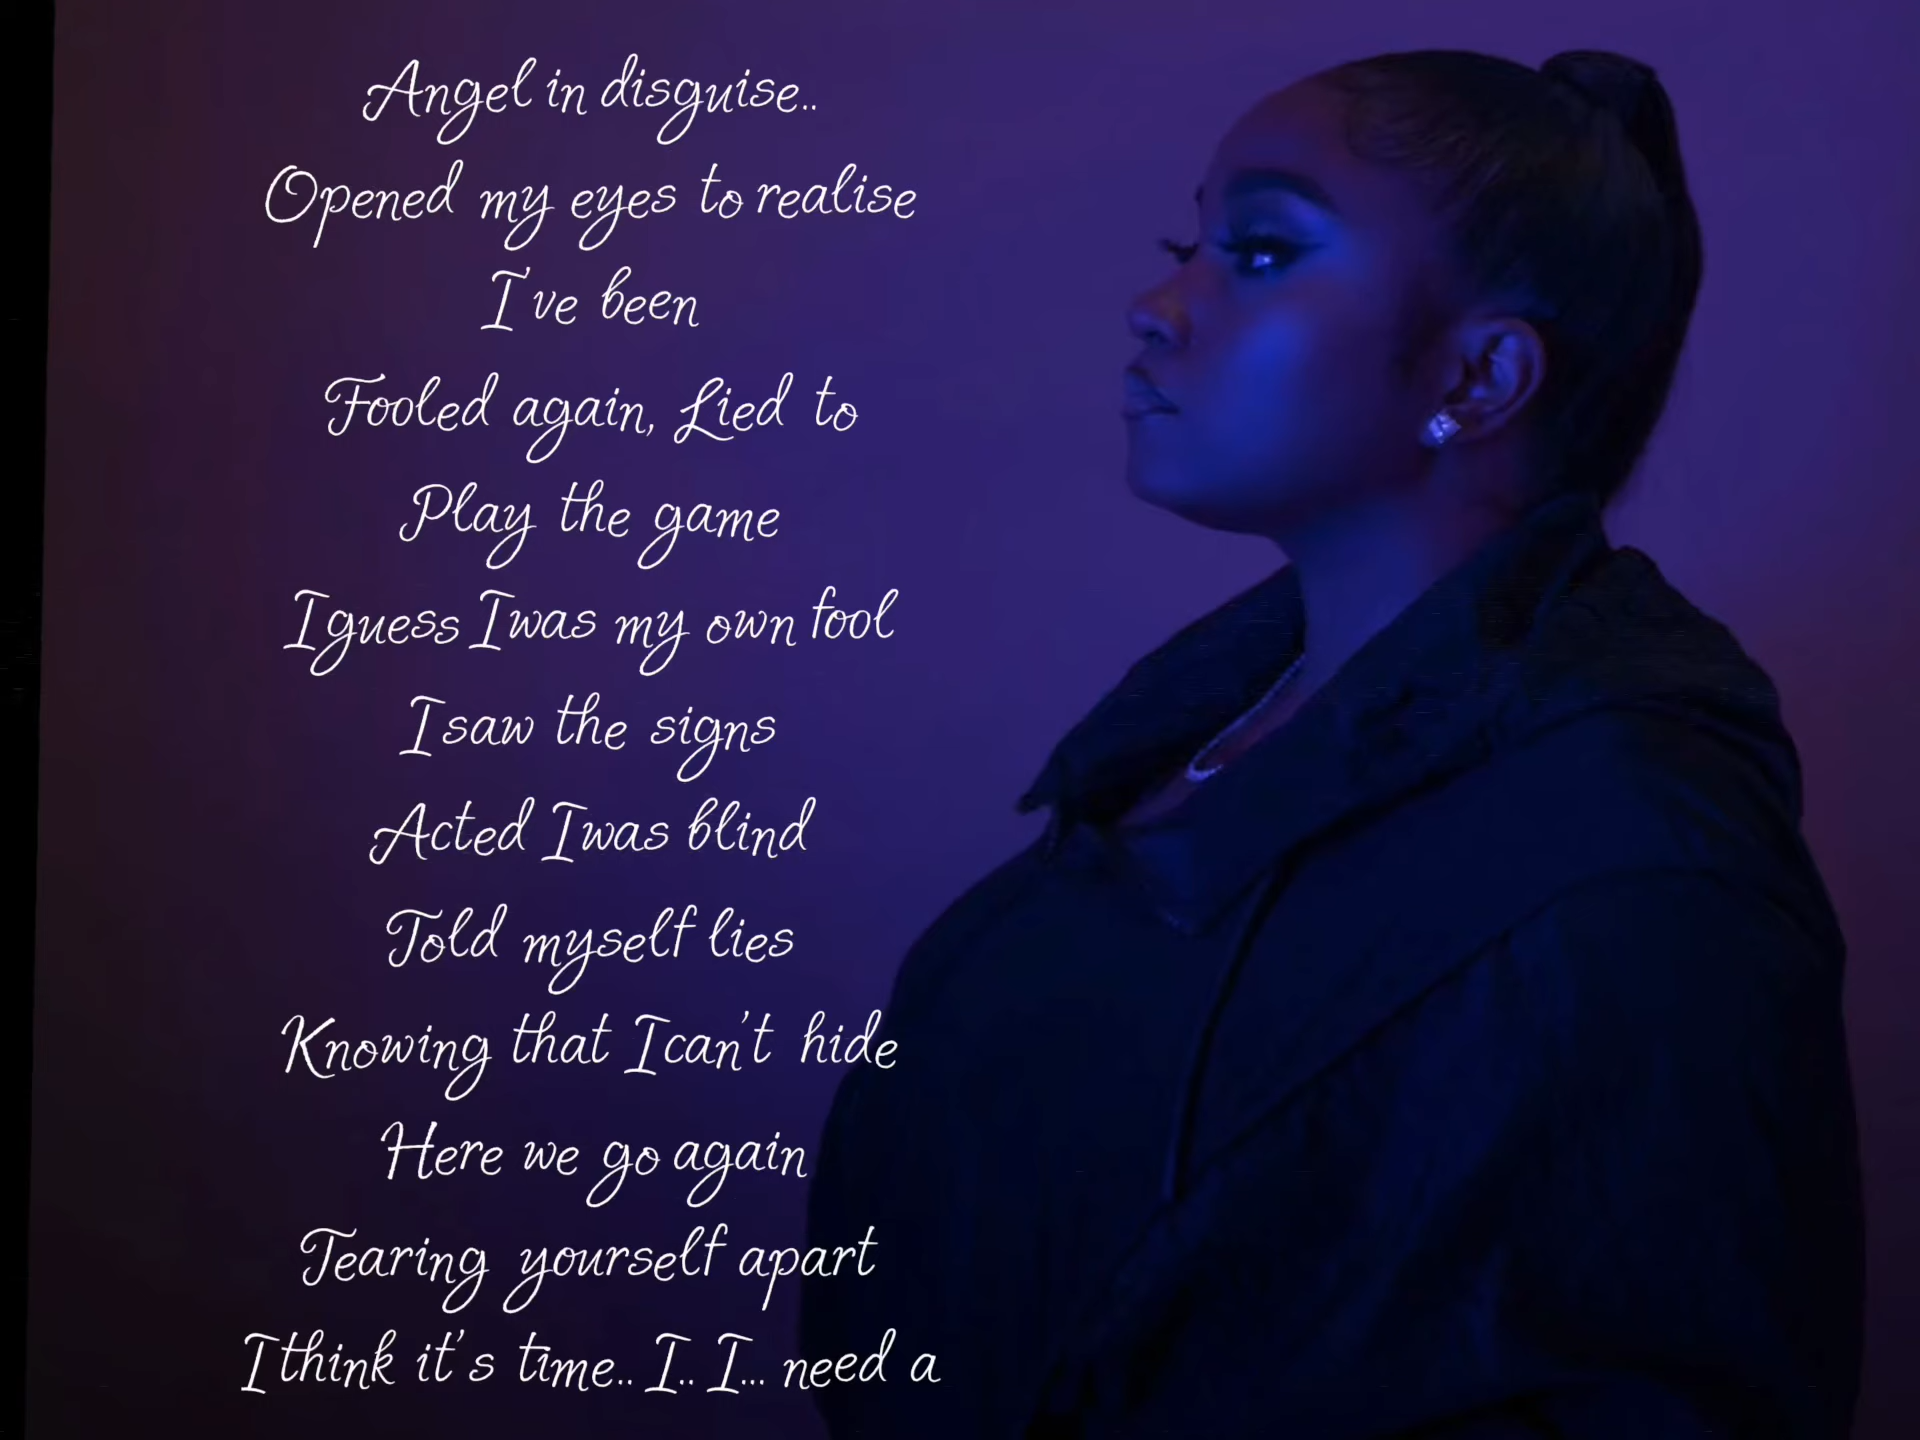 Angel in disguise..
Opened my eyes to realise
I've been
Fooled again, Lied to
Play the game
I guess I was my own fool
I saw the signs
Acted I was blind
Told myself lies
Knowing that I can't hide
Here we go again
Tearing yourself apart
I think it's time.. I.. I... need a